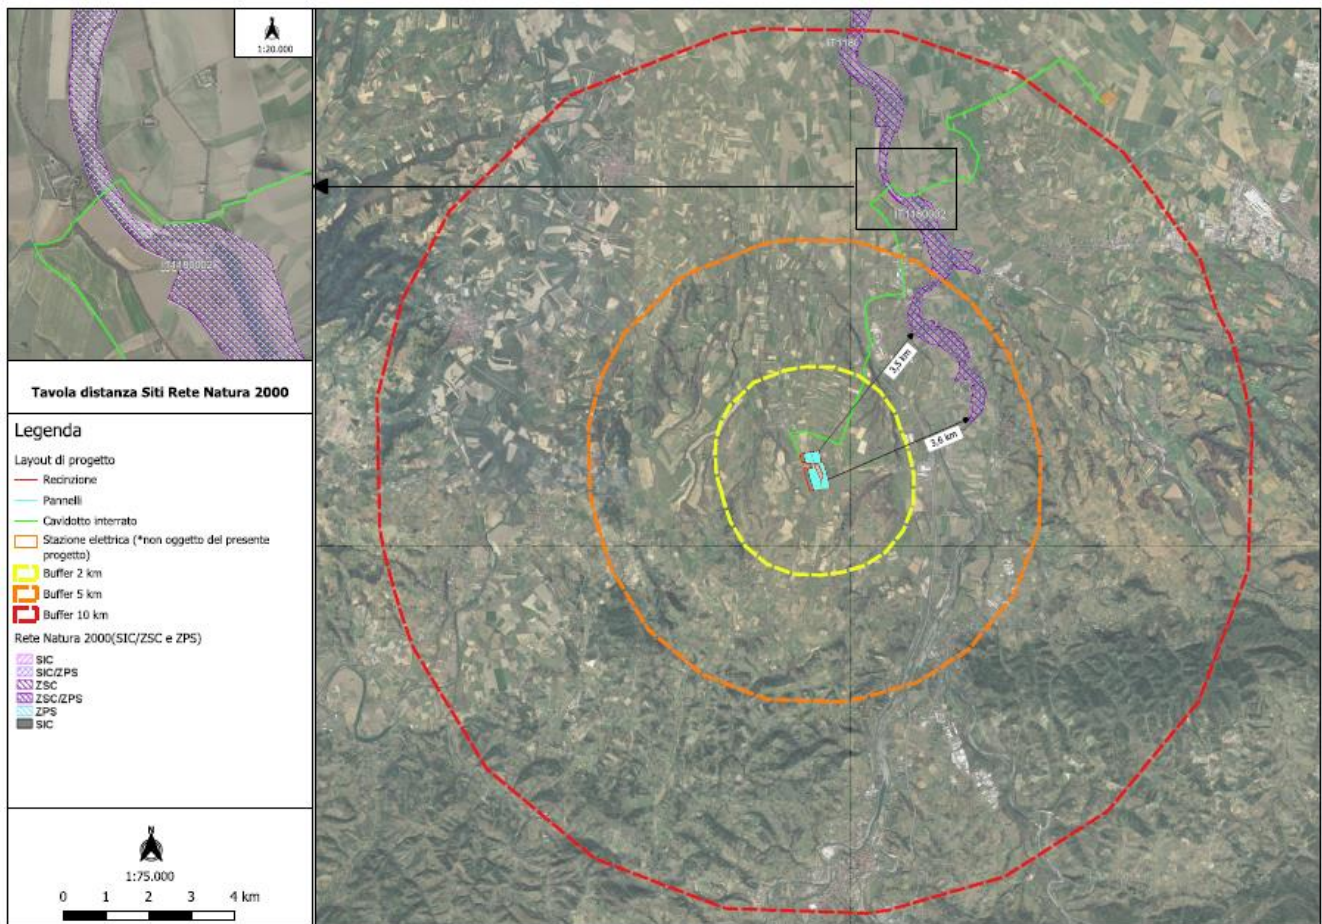 1:20.000
Tavola distanza Siti Rete Natura 2000
Legenda
Layout di progetto
Recinzione
Pannelli
Cavidotto interrato
Stazione elettrica (*non oggetto del presente
progetto)
Buffer 2 km
Buffer 5 km
Buffer 10 km
Rete Natura 2000(SIC/ZSC e ZPS)
SIC
SIC/ZPS
ZSC
ZSC/ZPS
ZPS
SIC
N
1:75.000
0 1 2 3 4 km
IT1180002
3,5 km
3,6 km